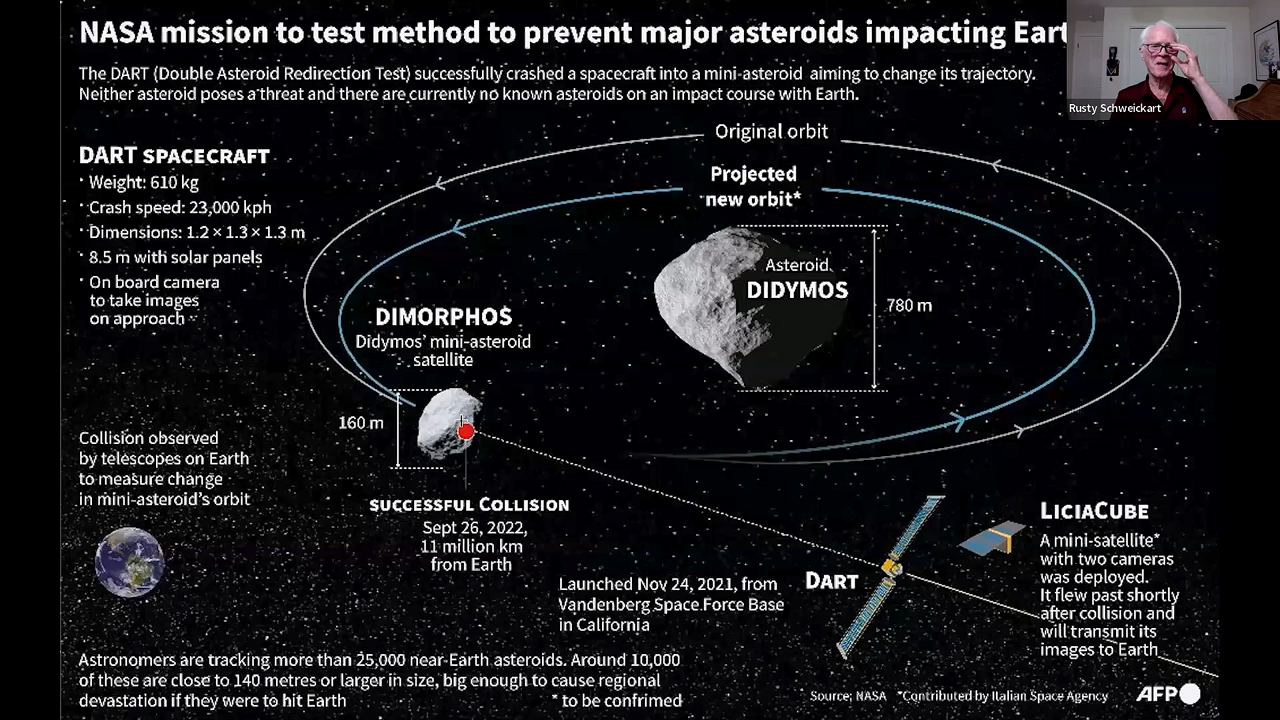 NASA mission to test method to prevent major asteroids impacting Eart
The DART (Double Asteroid Redirection Test) successfully crashed a spacecraft into a mini-asteroid aiming to change its trajectory.
Neither asteroid poses a threat and there are currently no known asteroids on an impact course with Earth.
Rusty Schweickart
DART SPACECRAFT
· Weight: 610 kg
· Crash speed: 23,000 kph
· Dimensions: 1.2 × 1.3 × 1.3 m
· 8.5 m with solar panels
· On board camera
to take images
on approach
Original orbit
Projected
new orbit*
Asteroid
DIDYMOS
780 m
DIMORPHOS
Didymos' mini-asteroid
satellite
160 m
Collision observed
by telescopes on Earth
to measure change
in mini-asteroid's orbit
SUCCESSFUL COLLISION
Sept 26, 2022,
11 million km
from Earth
Launched Nov 24, 2021, from
Vandenberg Space Force Base
in California
DART
LICIACUBE
A mini-satellite*
with two cameras
was deployed.
It flew past shortly
after collision and
will transmit its
images to Earth
Astronomers are tracking more than 25,000 near-Earth asteroids. Around 10,000
of these are close to 140 metres or larger in size, big enough to cause regional
devastation if they were to hit Earth
* to be confrimed
Source: NASA *Contributed by Italian Space Agency
AFP